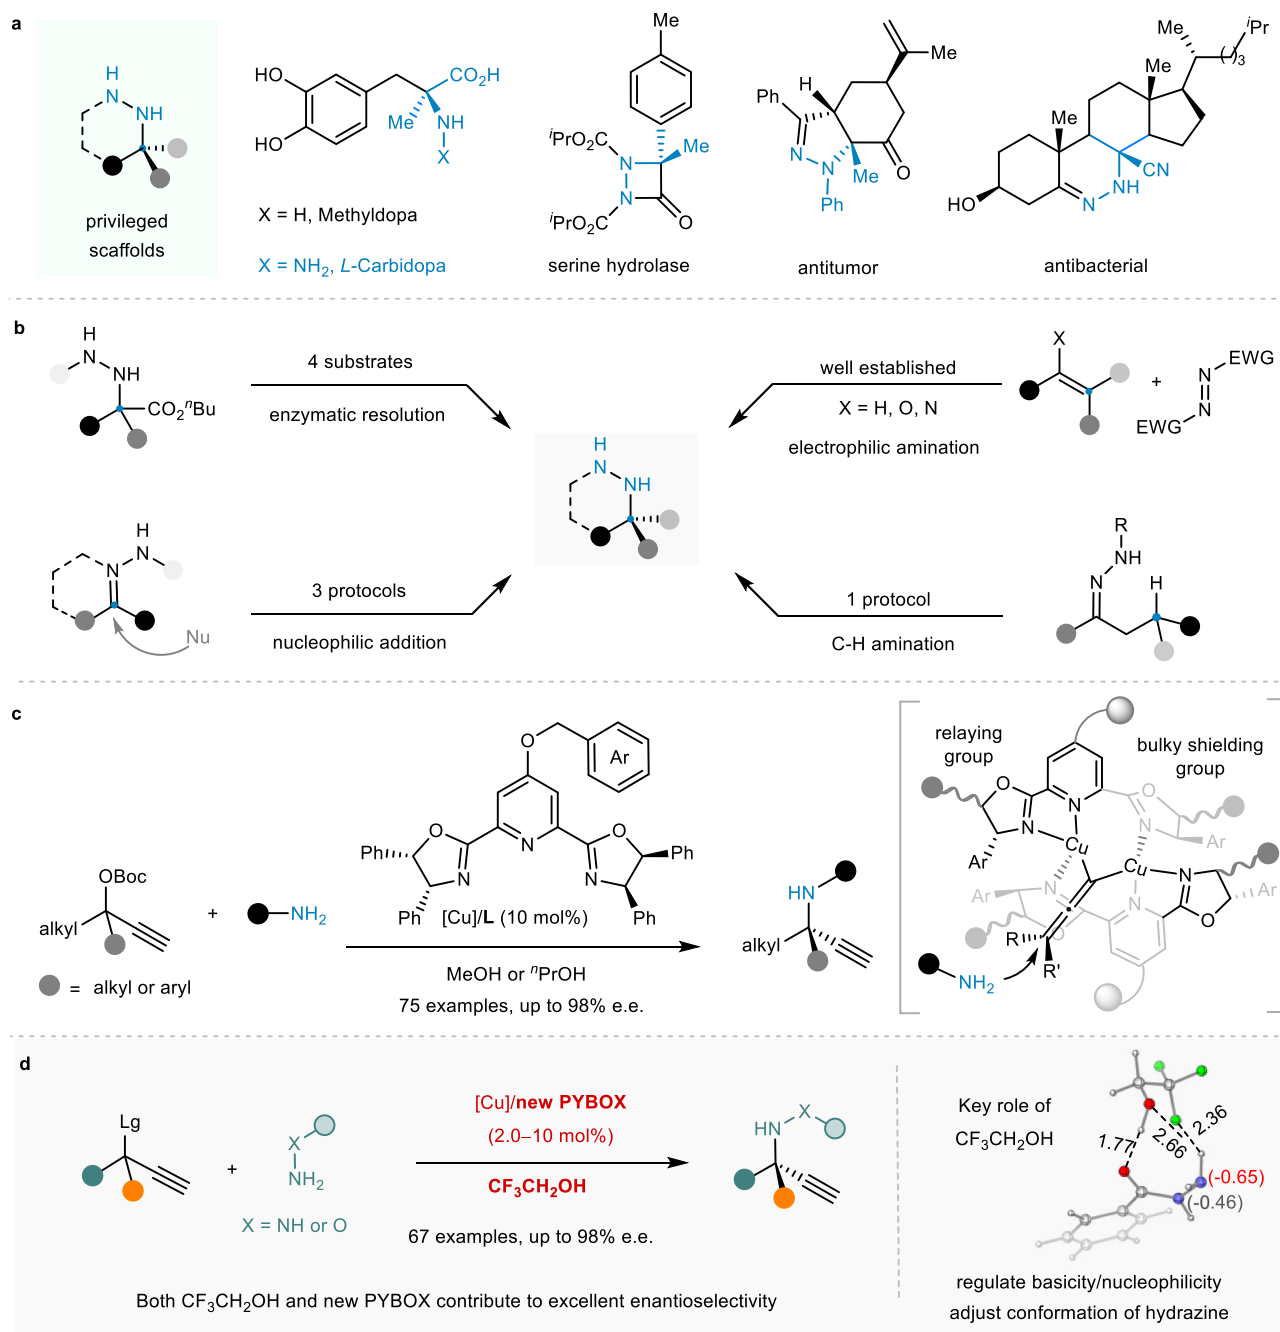 a
H
N
NH
privileged
scaffolds
HO
HO
CO2H
Me
NH
X
X = H, Methyldopa
X = NH2, L-Carbidopa
Me
iPrO2C
Me
N
N
iPrO2C
O
serine hydrolase
Ph
H
Me
N
N
Me
O
Ph
antitumor
iPr
Me
( )3
Me
Me
CN
NH
N
HO
antibacterial
b
H
N
NH
CO2nBu
4 substrates
enzymatic resolution
well established
X = H, O, N
electrophilic amination
X
+
EWG
N
N
EWG
H
N
NH
H
N
N
Nu
3 protocols
nucleophilic addition
1 protocol
C-H amination
R
NH
N
H
c
OBoc
alkyl
= alkyl or aryl
+
NH2
O
Ar
Ph
O
N
O
Ph
N
N
Ph
Ph
[Cu]/L (10 mol%)
MeOH or nPrOH
75 examples, up to 98% e.e.
HN
alkyl
relaying
group
bulky shielding
group
O
N
N
O
N
Ar
Ar
Cu
Cu
N
Ar
N
N
Ar
O
O
R
R'
NH2
d
Lg
+
X
NH2
X = NH or O
[Cu]/new PYBOX
(2.0–10 mol%)
CF3CH2OH
67 examples, up to 98% e.e.
X
HN
Both CF3CH2OH and new PYBOX contribute to excellent enantioselectivity
Key role of
CF3CH2OH
1.77
2.66
2.36
(-0.65)
(-0.46)
regulate basicity/nucleophilicity
adjust conformation of hydrazine